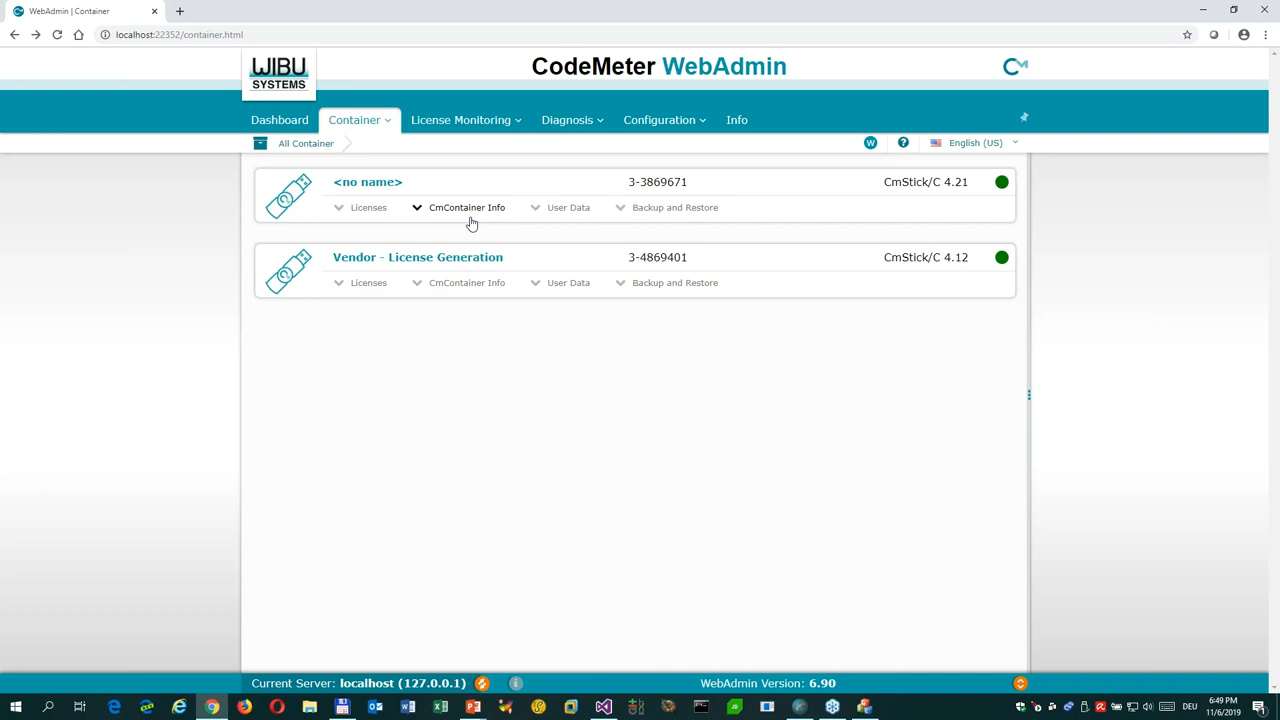 WebAdmin | Container
localhost:22352/container.html
WIBU
SYSTEMS
CodeMeter WebAdmin
Dashboard Container License Monitoring Diagnosis Configuration Info
All Container W ? English (US)
<no name> 3-3869671 CmStick/C 4.21
Licenses CmContainer Info User Data Backup and Restore
Vendor - License Generation 3-4869401 CmStick/C 4.12
Licenses CmContainer Info User Data Backup and Restore
Current Server: localhost (127.0.0.1) WebAdmin Version: 6.90
DEU 6:49 PM
11/6/2019